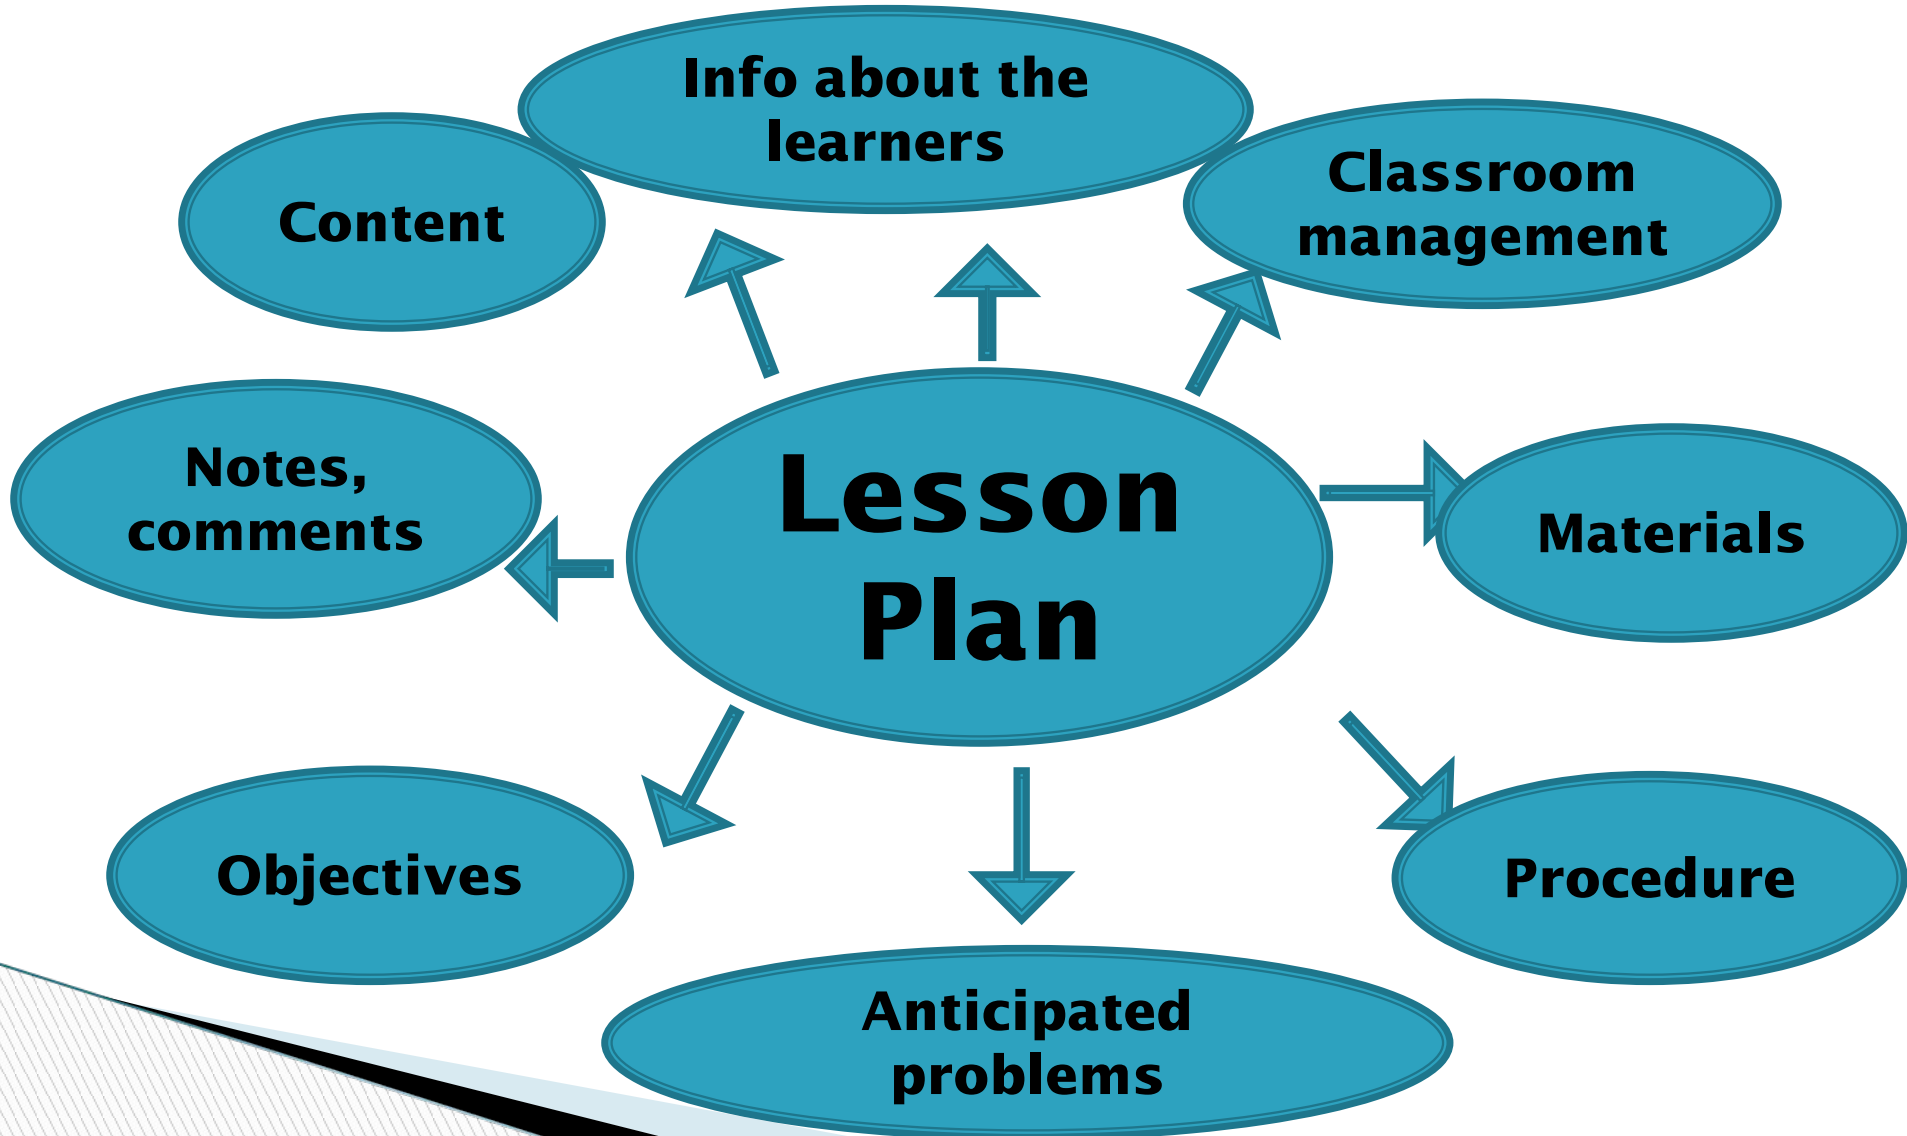 Info about the
learners
Content
Classroom
management
Notes,
comments
Lesson
Plan
Materials
Objectives
Procedure
Anticipated
problems